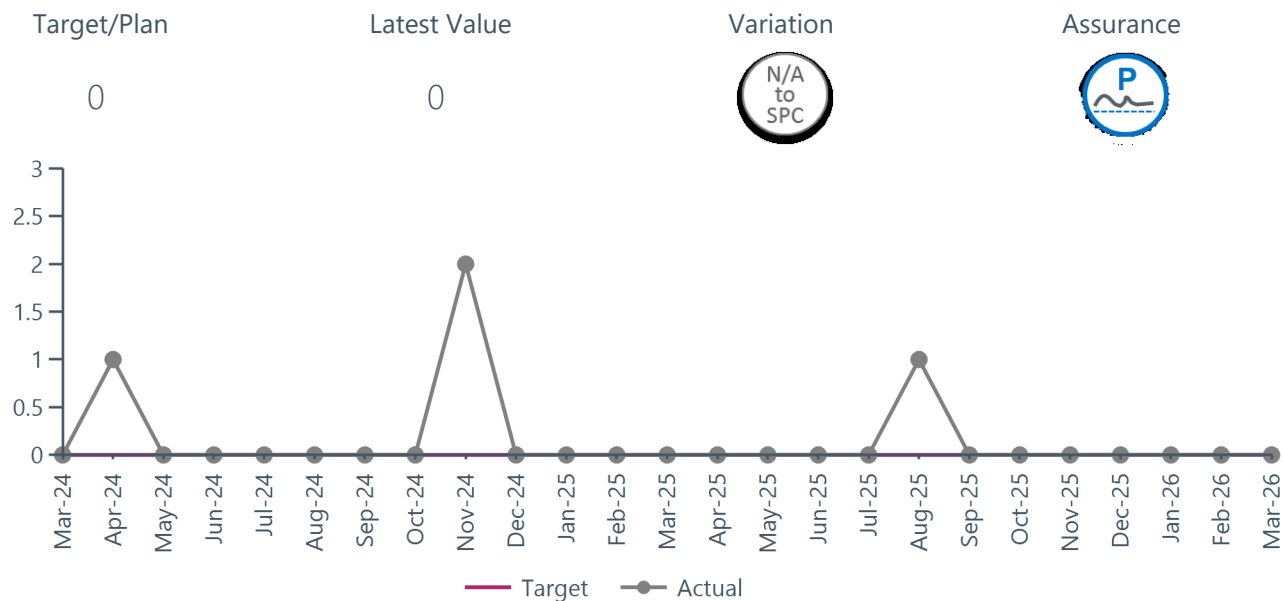 Target/Plan
Latest Value
Variation
Assurance
0
0
N/A
to
SPC
P
3
2.5
2
1.5
1
0.5
0
Mar-24
Apr-24
May-24
Jun-24
Jul-24
Aug-24
Sep-24
Oct-24
Nov-24
Dec-24
Jan-25
Feb-25
Mar-25
Apr-25
May-25
Jun-25
Jul-25
Aug-25
Sep-25
Oct-25
Nov-25
Dec-25
Jan-26
Feb-26
Mar-26
Target
Actual